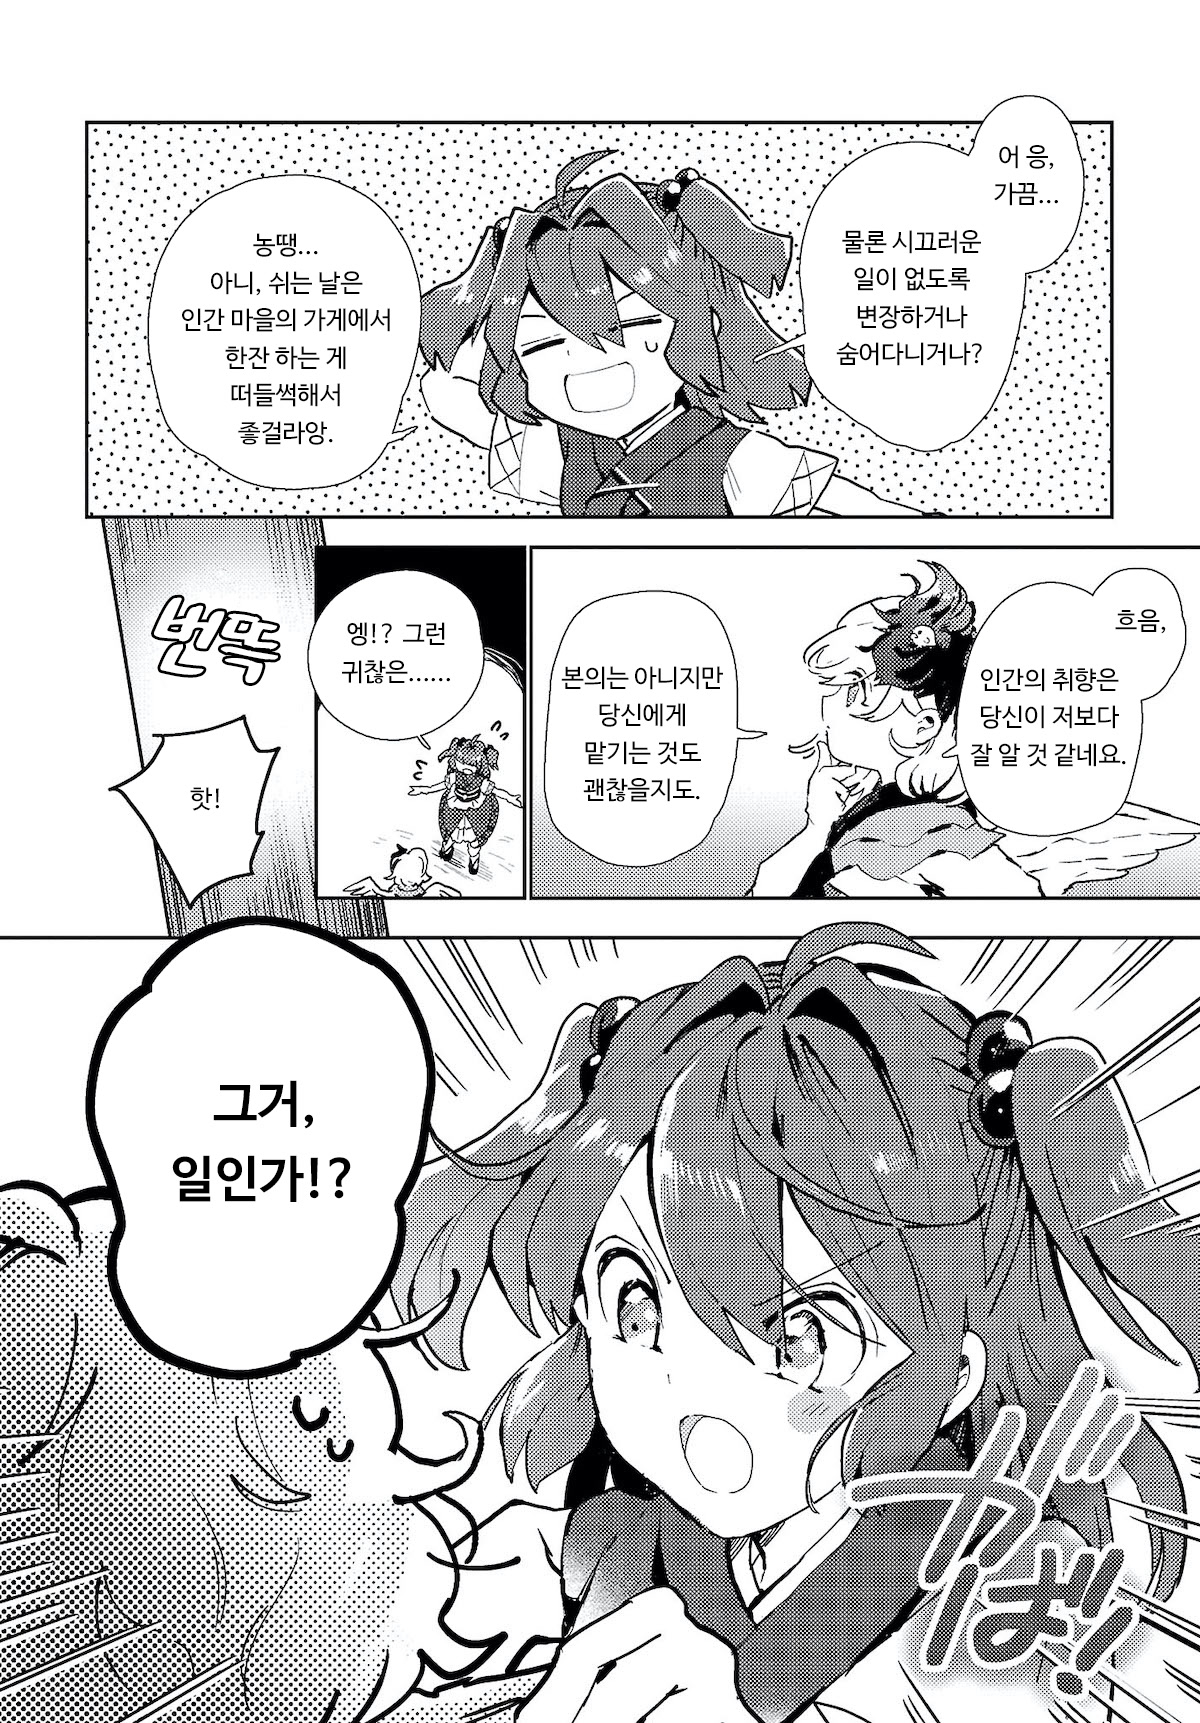 어 응,
가끔...
물론 시끄러운
일이 없도록
변장하거나
숨어다니거나?
농땡...
아니, 쉬는 날은
인간 마을의 가게에서
한잔 하는 게
떠들썩해서
좋걸라앙.
흐음,
인간의 취향은
당신이 저보다
잘 알 것 같네요.
본의는 아니지만
당신에게
맡기는 것도
괜찮을지도.
엥!? 그런
귀찮은......
번뜩
핫!
그거,
일인가!?
ガば!!